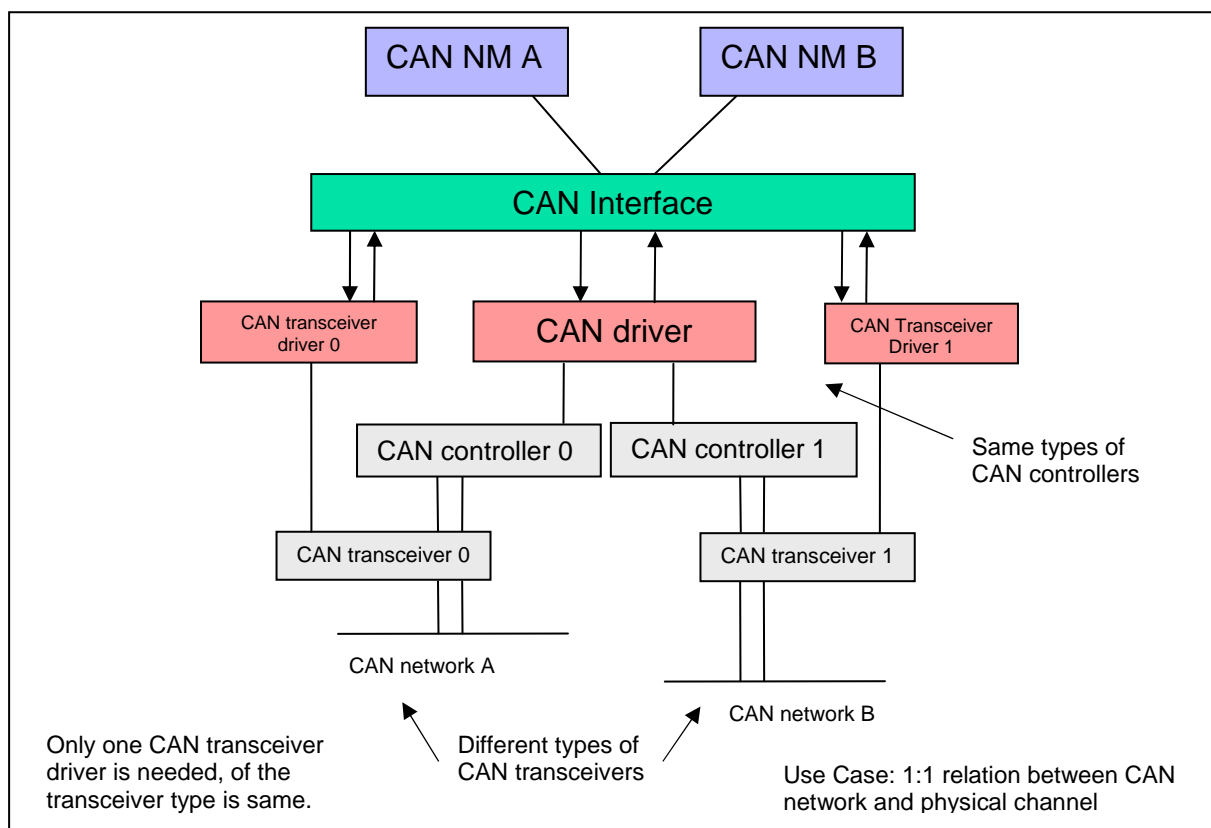 CAN NM A
CAN NM B
CAN Interface
CAN transceiver
driver 0
CAN driver
CAN Transceiver
Driver 1
CAN controller 0
CAN controller 1
Same types of
CAN controllers
CAN transceiver 0
CAN transceiver 1
CAN network A
CAN network B
Only one CAN transceiver
driver is needed, of the
transceiver type is same.
Different types of
CAN transceivers
Use Case: 1:1 relation between CAN
network and physical channel